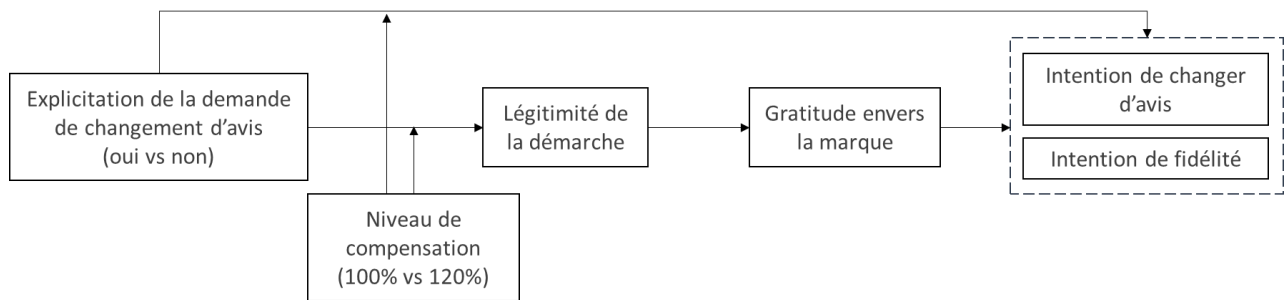 Explicitation de la demande
de changement d'avis
(oui vs non)
Niveau de
compensation
(100% vs 120%)
Légitimité de
la démarche
Gratitude envers
la marque
Intention de changer
d'avis
Intention de fidélité